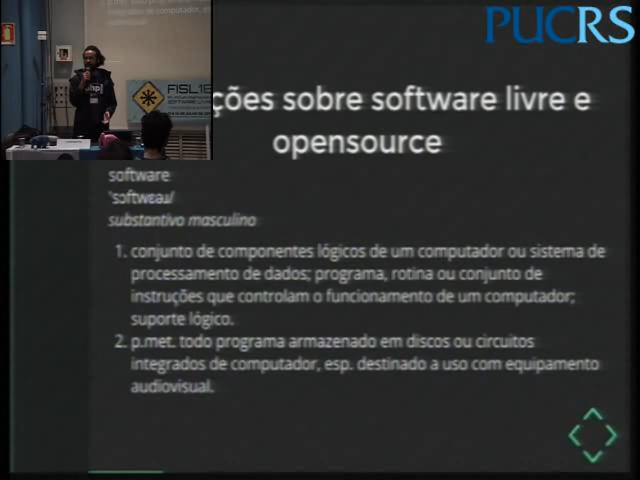 PUCRS
php
FISL16
ções sobre software livre e
opensource
software
substantivo masculino
1. conjunto de componentes lógicos de um computador ou sistema de
processamento de dados; programa, rotina ou conjunto de
instruções que controlam o funcionamento de um computador;
suporte lógico.
2. p.met. todo programa armazenado em discos ou circuitos
integrados de computador, esp. destinado a uso com equipamento
audiovisual.